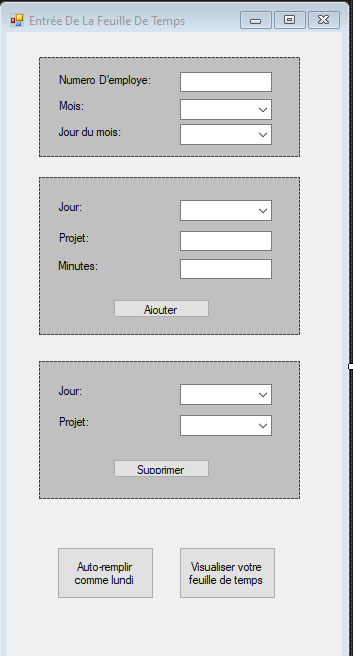 Entrée De La Feuille De Temps
Numero D'employe:
Mois:
Jour du mois:
Jour:
Projet:
Minutes:
Ajouter
Jour:
Projet:
Supprimer
Auto-remplir
comme lundi
Visualiser votre
feuille de temps